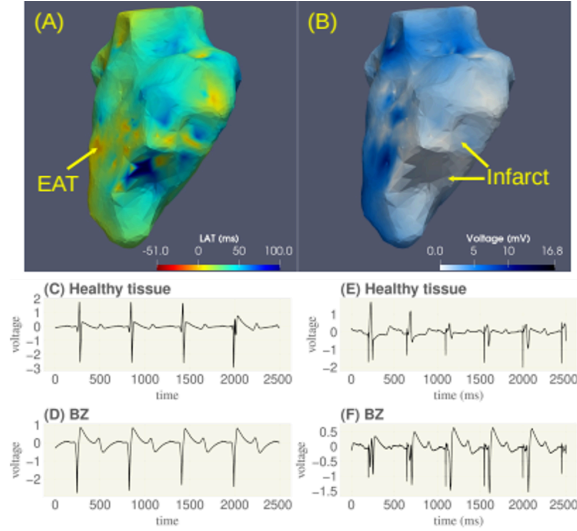 (A)
(B)
EAT
Infarct
LAT (ms)
-51.0 0 50 100.0
Voltage (mV)
0.0 5 10 16.8
(C) Healthy tissue
2
1
0
-1
-2
-3
voltage
0 500 1000 1500 2000 2500
time
(E) Healthy tissue
1
0
-1
-2
voltage
0 500 1000 1500 2000 2500
time (ms)
(D) BZ
1
0
-1
-2
voltage
0 500 1000 1500 2000 2500
time (ms)
(F) BZ
0.5
0
-0.5
-1
-1.5
voltage
0 500 1000 1500 2000 2500
time (ms)